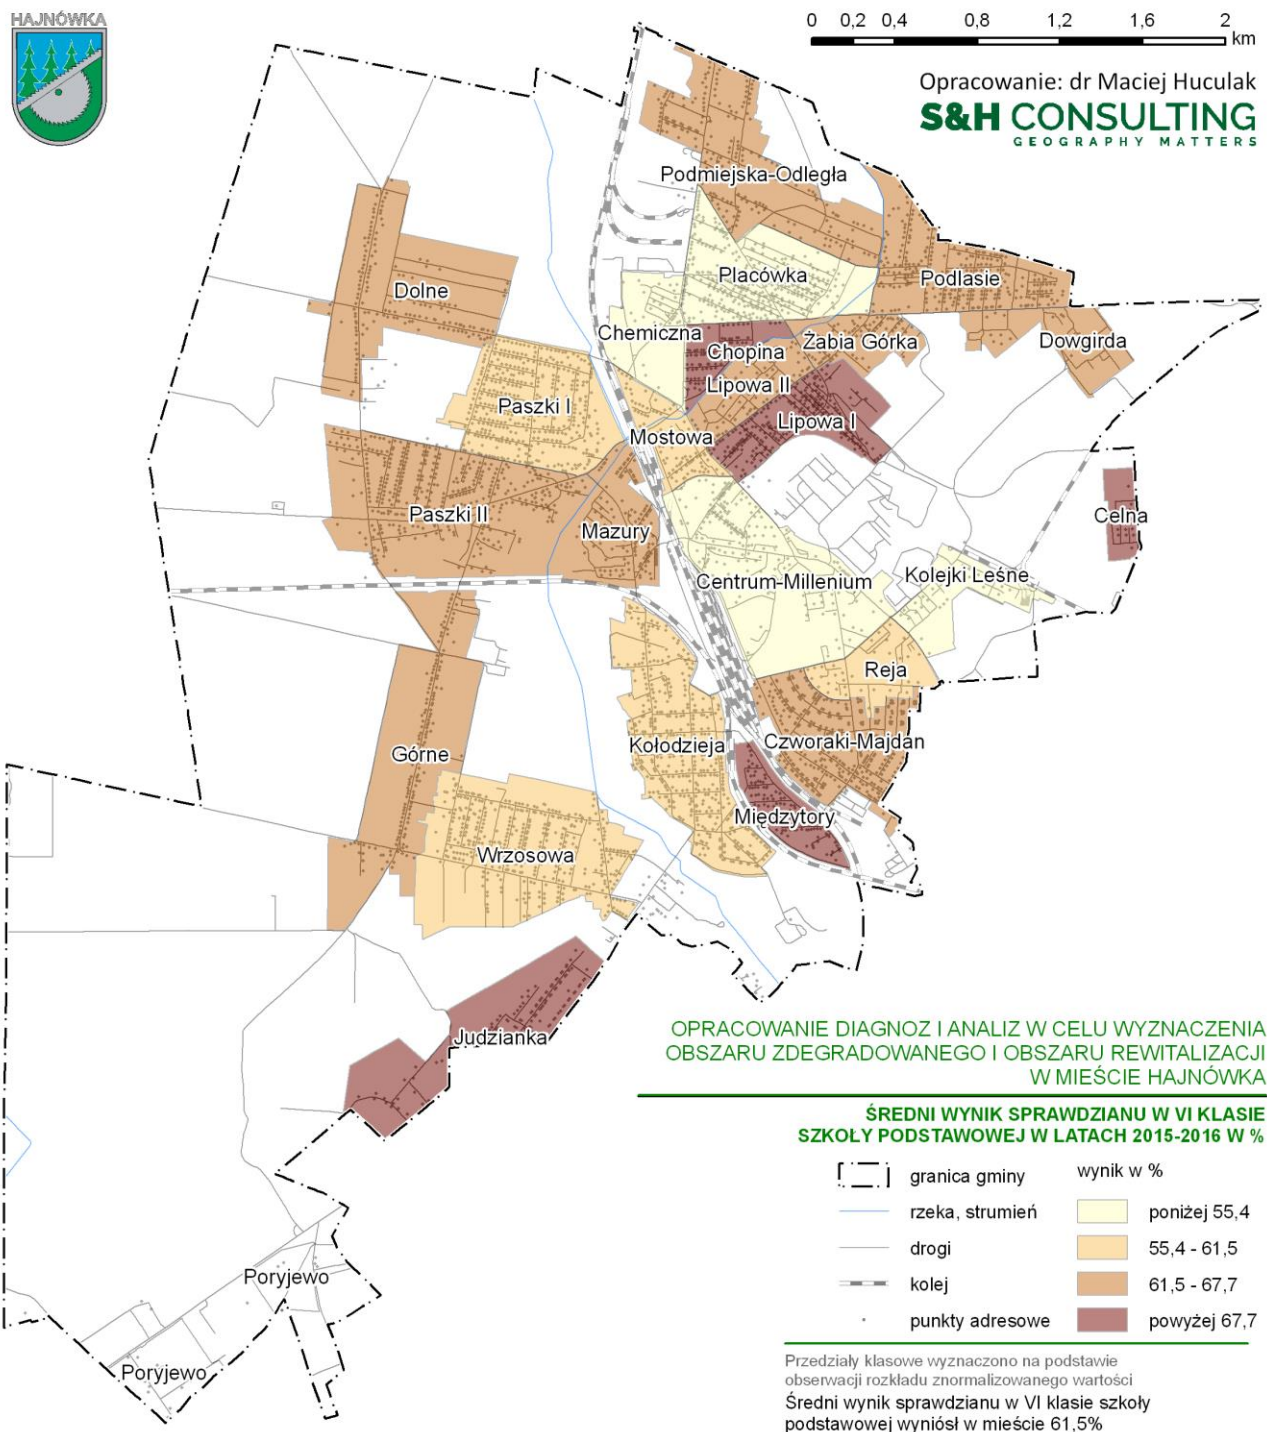 HAJNÓWKA
0 0,2 0,4 0,8 1,2 1,6 2
km
Opracowanie: dr Maciej Huculak
S&H CONSULTING
GEOGRAPHY MATTERS
Podmiejska-Odległa
Placówka
Podlasie
Dolne
Chemiczna
Chopina
Żabia Górka
Dowgirda
Lipowa II
Paszki I
Lipowa I
Mostowa
Paszki II
Mazury
Celna
Centrum-Millenium
Kolejki Leśne
Reja
Kołodzieja
Czworaki-Majdan
Górne
Międzytory
Wrzosowa
Judzianka
Poryjewo
Poryjewo
OPRACOWANIE DIAGNOZ I ANALIZ W CELU WYZNACZENIA
OBSZARU ZDEGRADOWANEGO I OBSZARU REWITALIZACJI
W MIEŚCIE HAJNÓWKA
ŚREDNI WYNIK SPRAWDZIANU W VI KLASIE
SZKOŁY PODSTAWOWEJ W LATACH 2015-2016 W %
granica gminy
rzeka, strumień
drogi
kolej
punkty adresowe
wynik w %
poniżej 55,4
55,4 - 61,5
61,5 - 67,7
powyżej 67,7
Przedziały klasowe wyznaczono na podstawie
obserwacji rozkładu znormalizowanego wartości
Średni wynik sprawdzianu w VI klasie szkoły
podstawowej wyniósł w mieście 61,5%